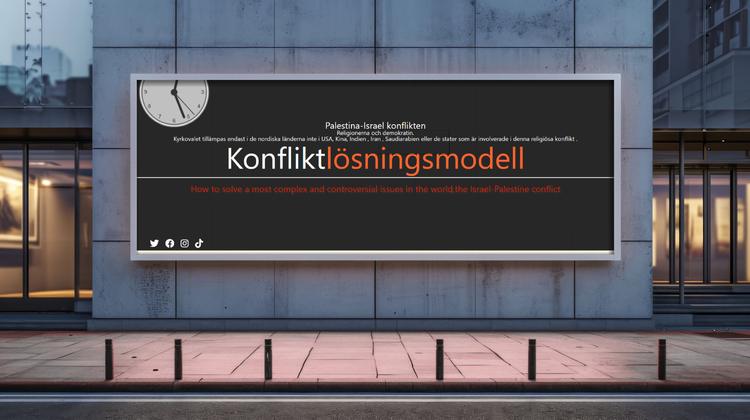 Palestina-Israel konflikten
Religionerna och demokratin.
Kyrkovalet tillämpas endast i de nordiska länderna inte i USA, Kina, Indien , Iran , Saudiarabien eller de stater som är involverade i denna religiösa konflikt .
Konfliktlösningsmodell
How to solve a most complex and controversial issues in the world,the Israel-Palestine conflict